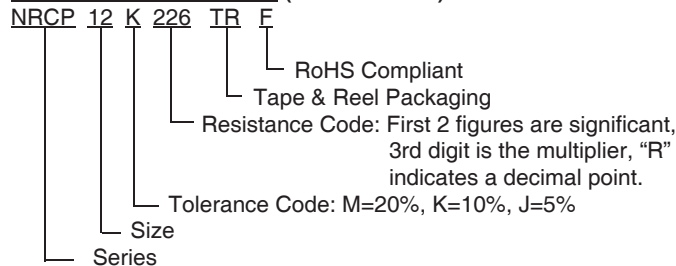 NRCP 12 K 226 TR F
RoHS Compliant
Tape & Reel Packaging
Resistance Code: First 2 figures are significant,
3rd digit is the multiplier, “R”
indicates a decimal point.
Tolerance Code: M=20%, K=10%, J=5%
Size
Series